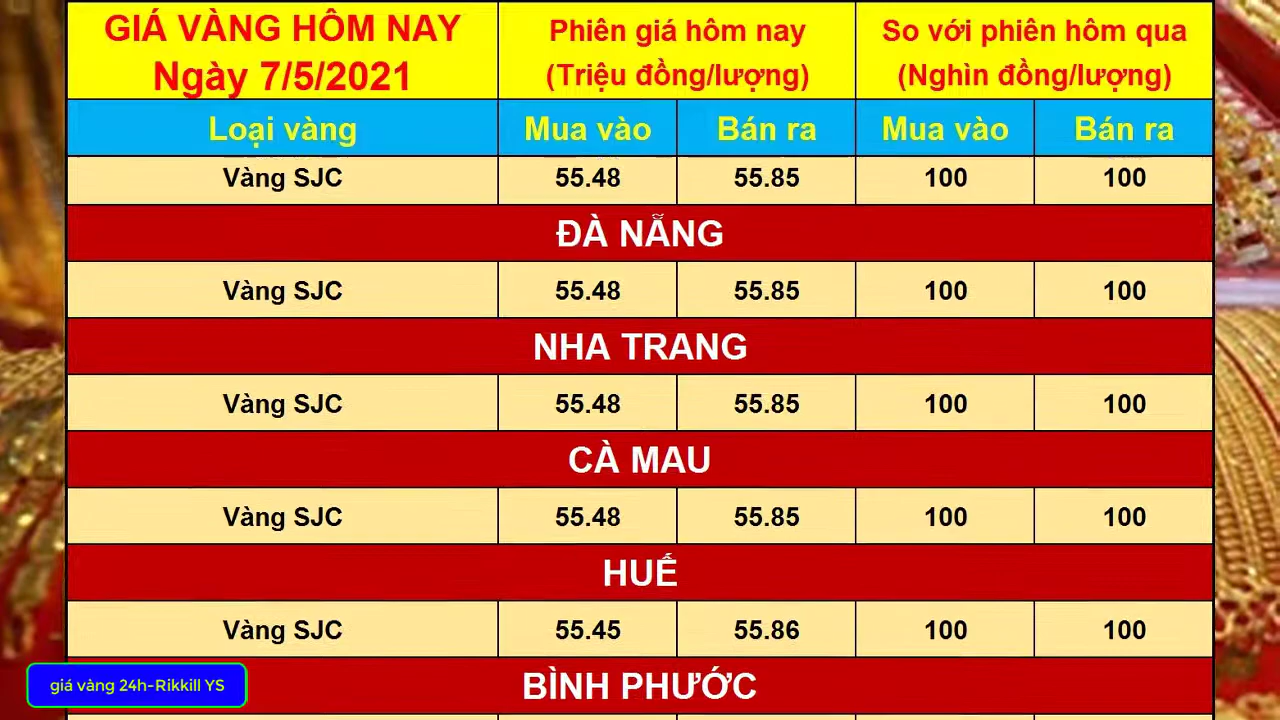 GIÁ VÀNG HÔM NAY
Ngày 7/5/2021
Phiên giá hôm nay
(Triệu đồng/lượng)
So với phiên hôm qua
(Nghìn đồng/lượng)
Loại vàng Mua vào Bán ra Mua vào Bán ra
Vàng SJC 55.48 55.85 100 100
ĐÀ NẴNG
Vàng SJC 55.48 55.85 100 100
NHA TRANG
Vàng SJC 55.48 55.85 100 100
CÀ MAU
Vàng SJC 55.48 55.85 100 100
HUẾ
Vàng SJC 55.45 55.86 100 100
BÌNH PHƯỚC
giá vàng 24h-Rikkill YS